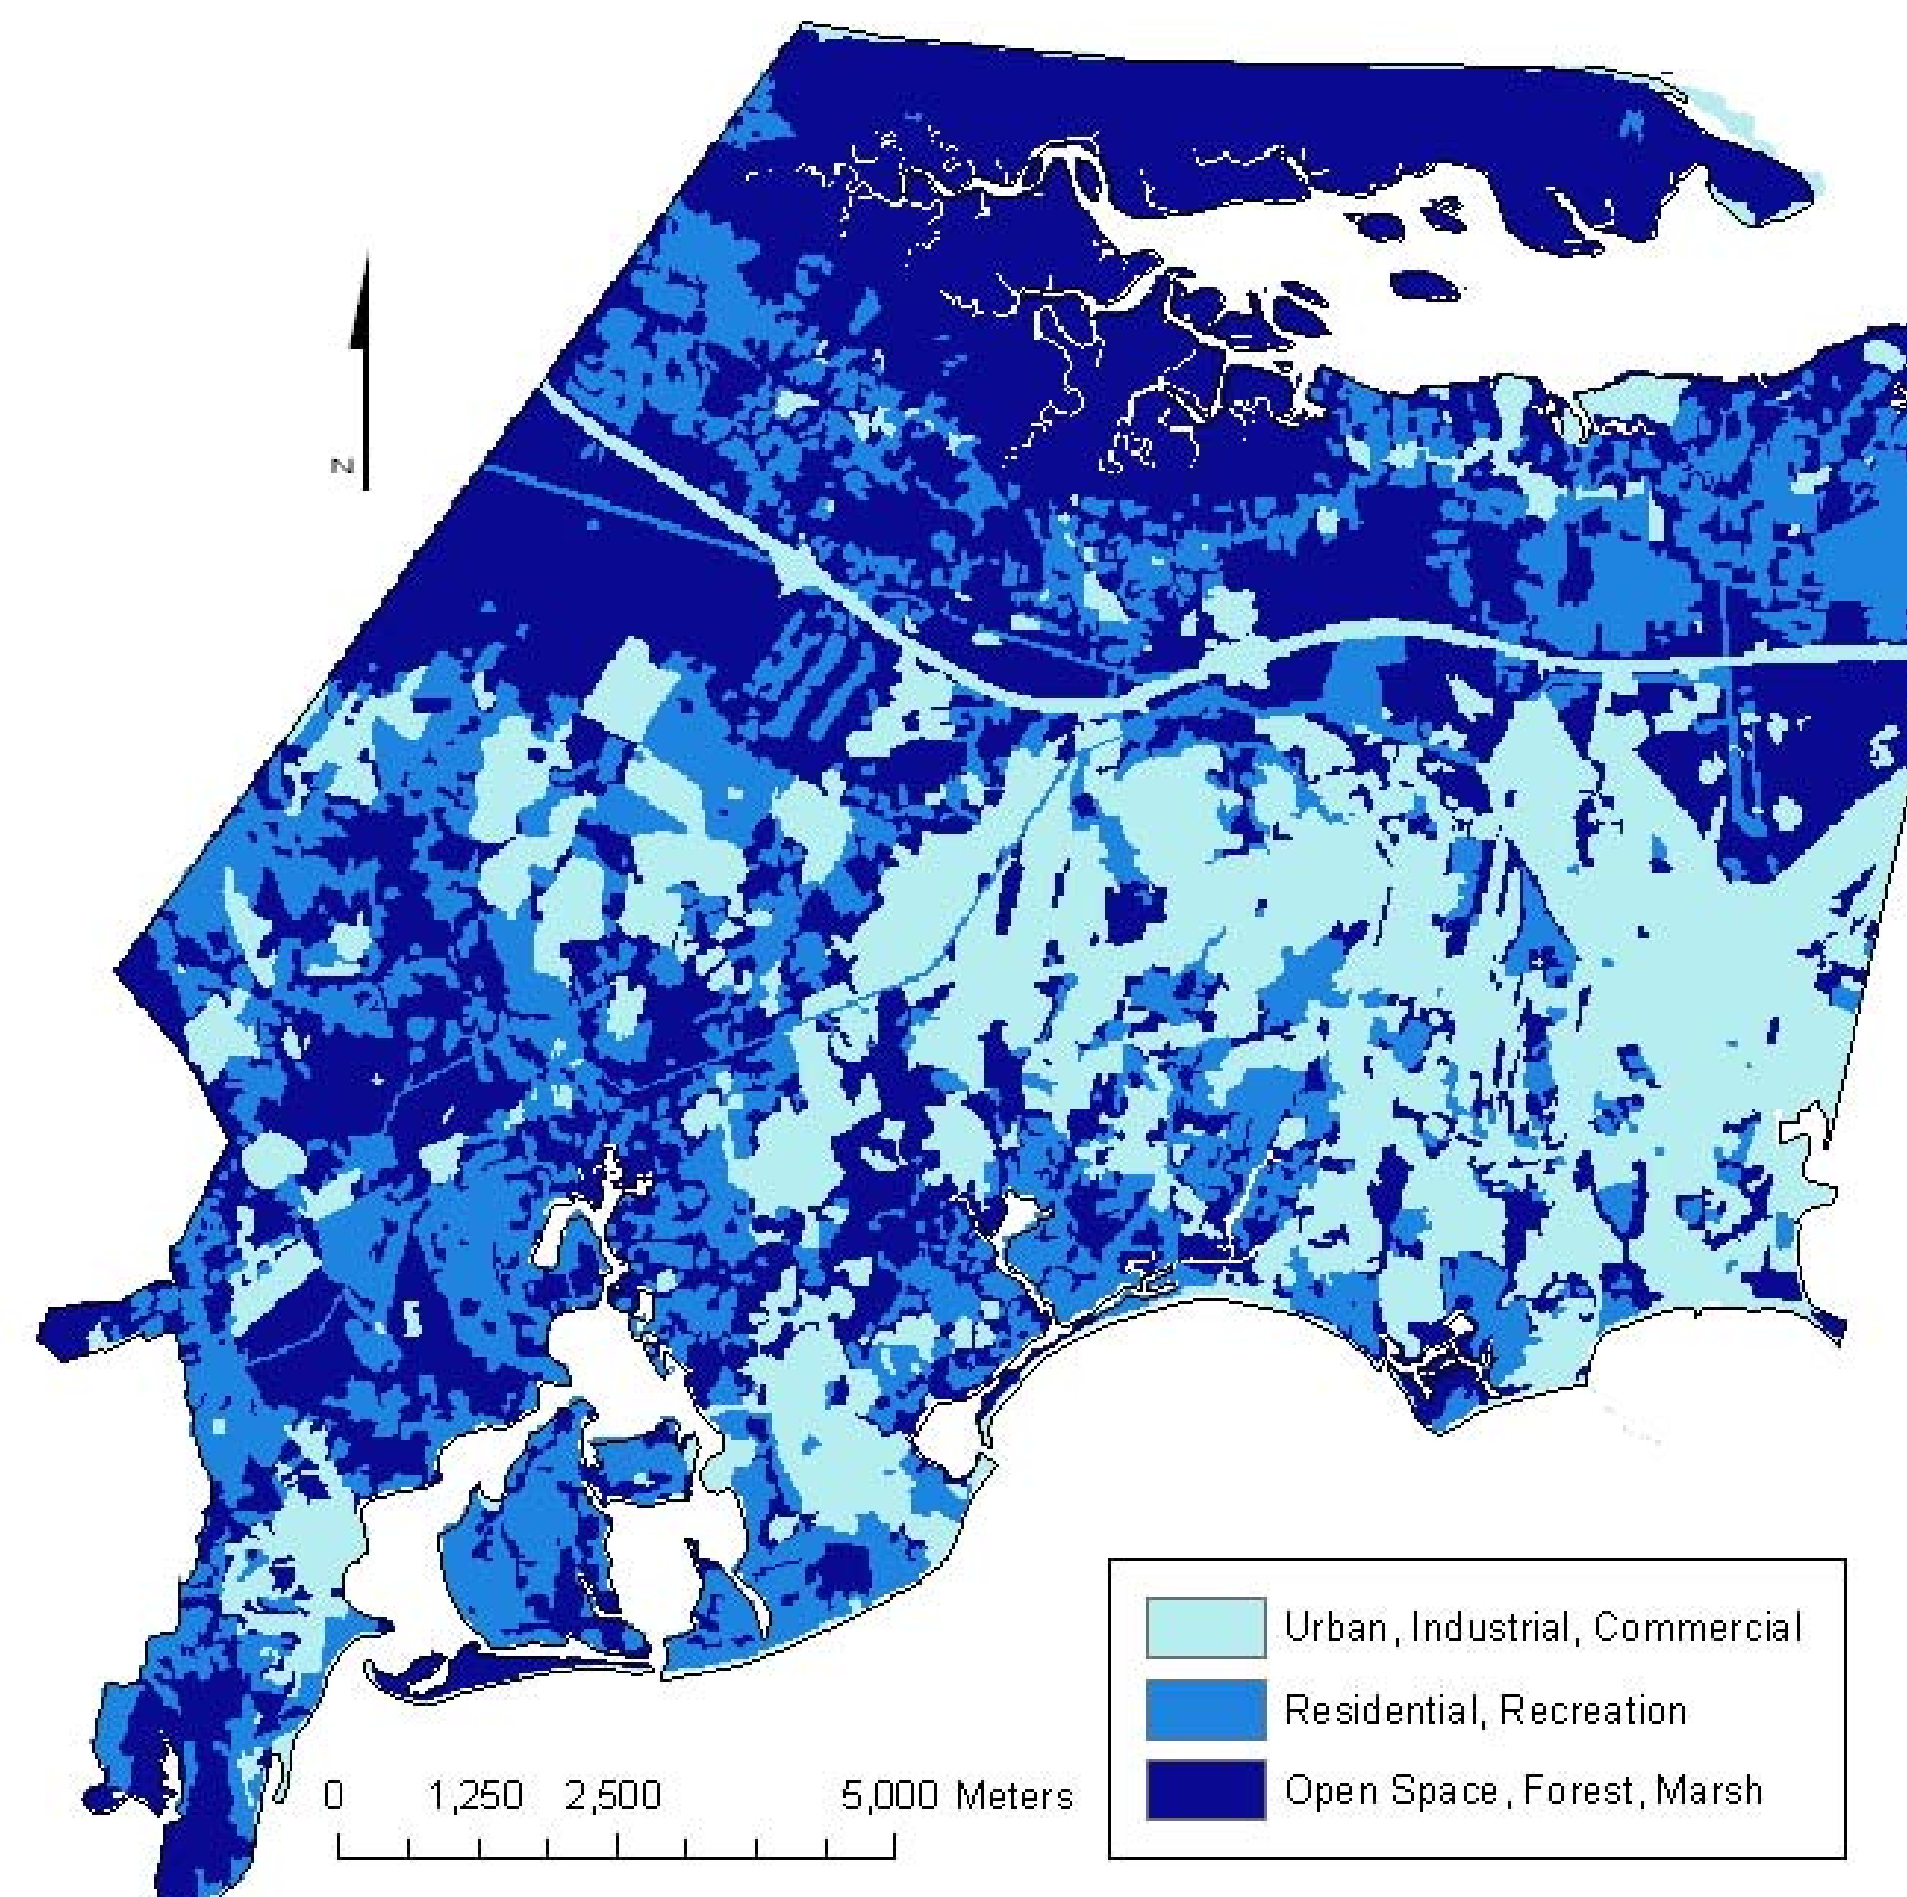 N
Urban, Industrial, Commercial
Residential, Recreation
Open Space, Forest, Marsh
0 1,250 2,500 5,000 Meters